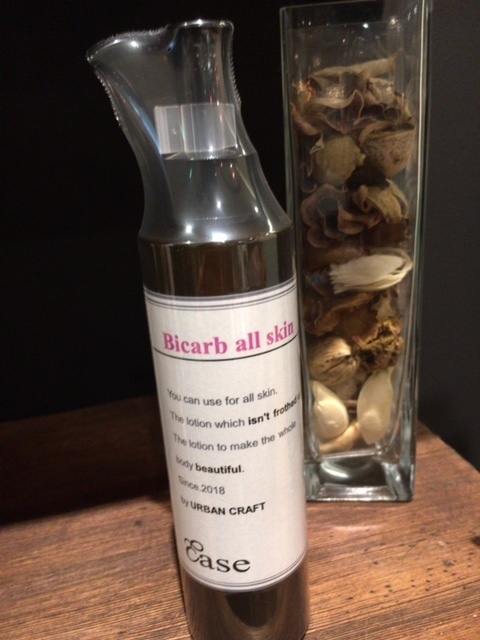 Bicarb all skin
You can use for all skin.
The lotion which isn't frothed
The lotion to make the whole
body beautiful.
Since.2018
by URBAN CRAFT
Ease